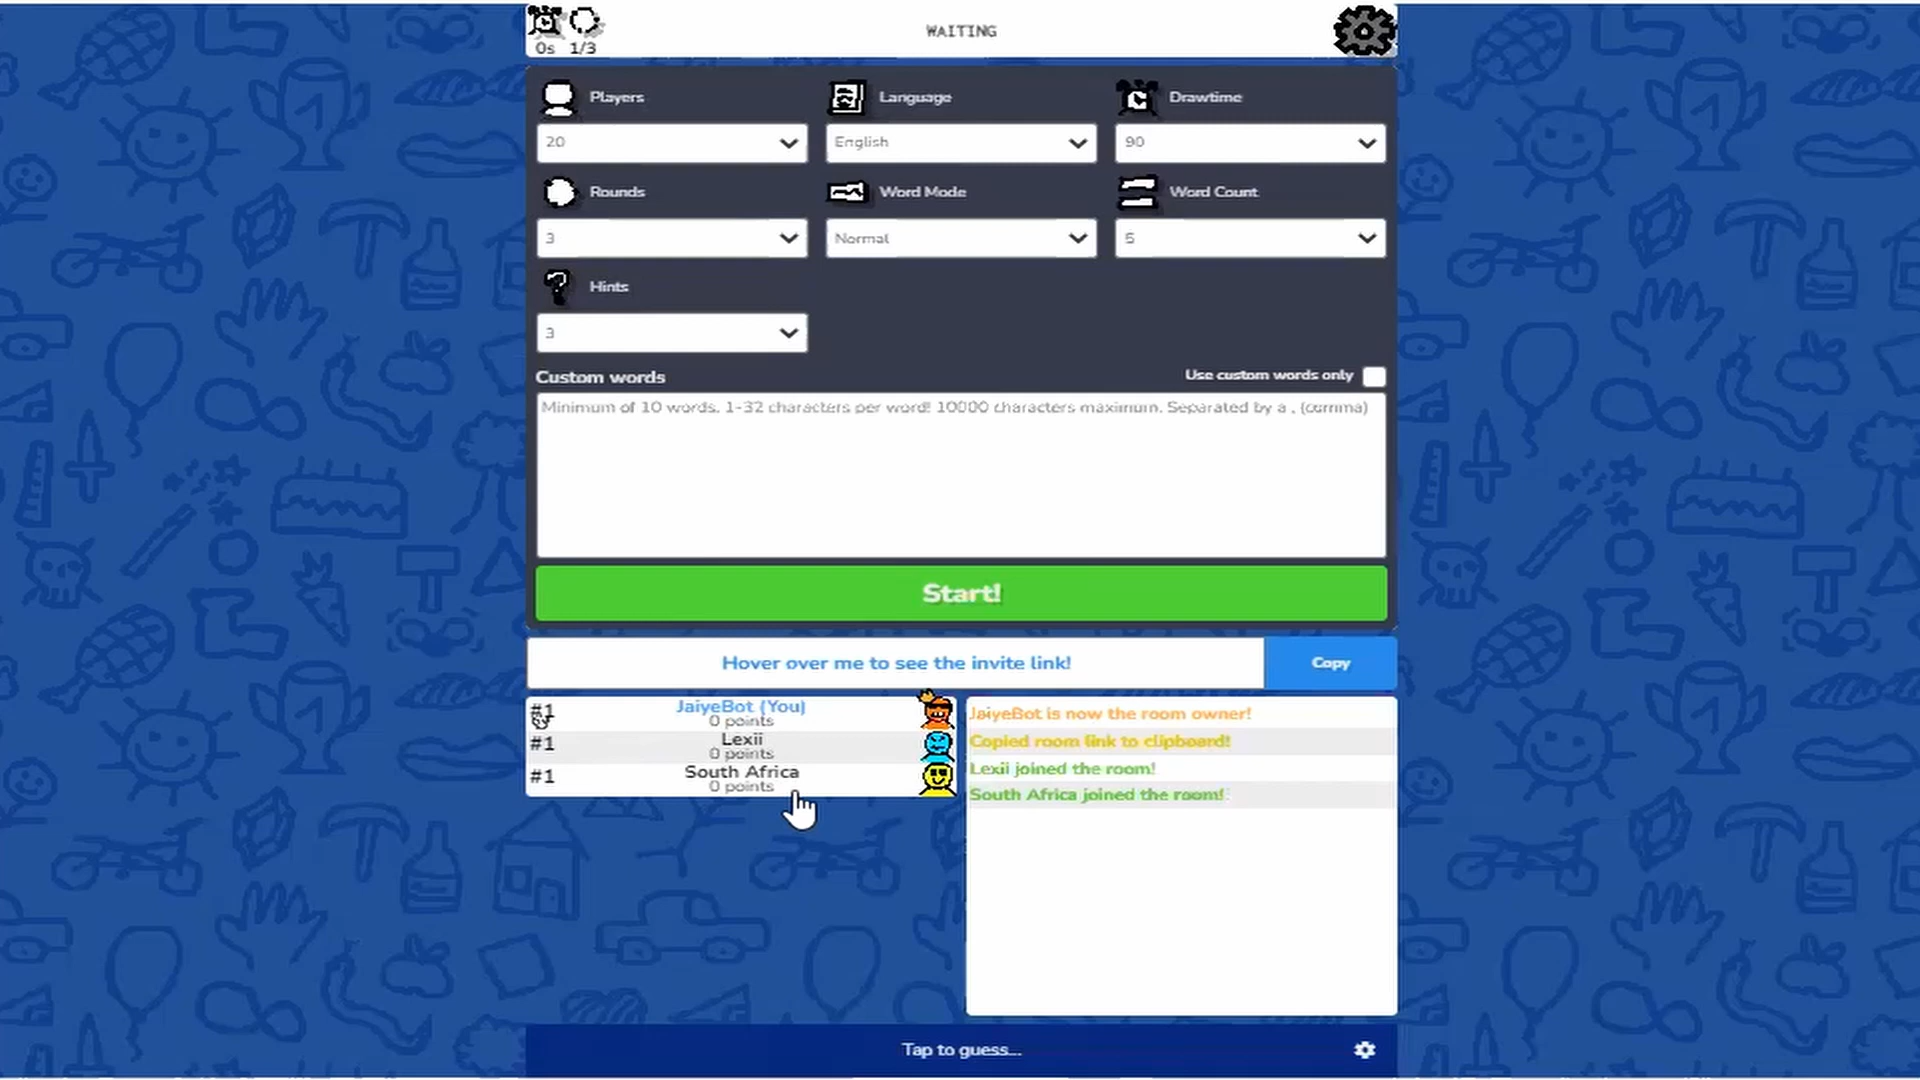 0s 1/3 WAITING
Players Language Drawtime
20 English 90
Rounds Word Mode Word Count
3 Normal 5
Hints
3
Custom words Use custom words only
Minimum of 10 words, 1-32 characters per word! 10000 characters maximum. Separated by a , (comma)
Start!
Hover over me to see the invite link! Copy
#1 JaiyeBot (You)
0 points
#1 Lexii
0 points
#1 South Africa
0 points
JaiyeBot is now the room owner!
Copied room link to clipboard!
Lexii joined the room!
South Africa joined the room!
Tap to guess...